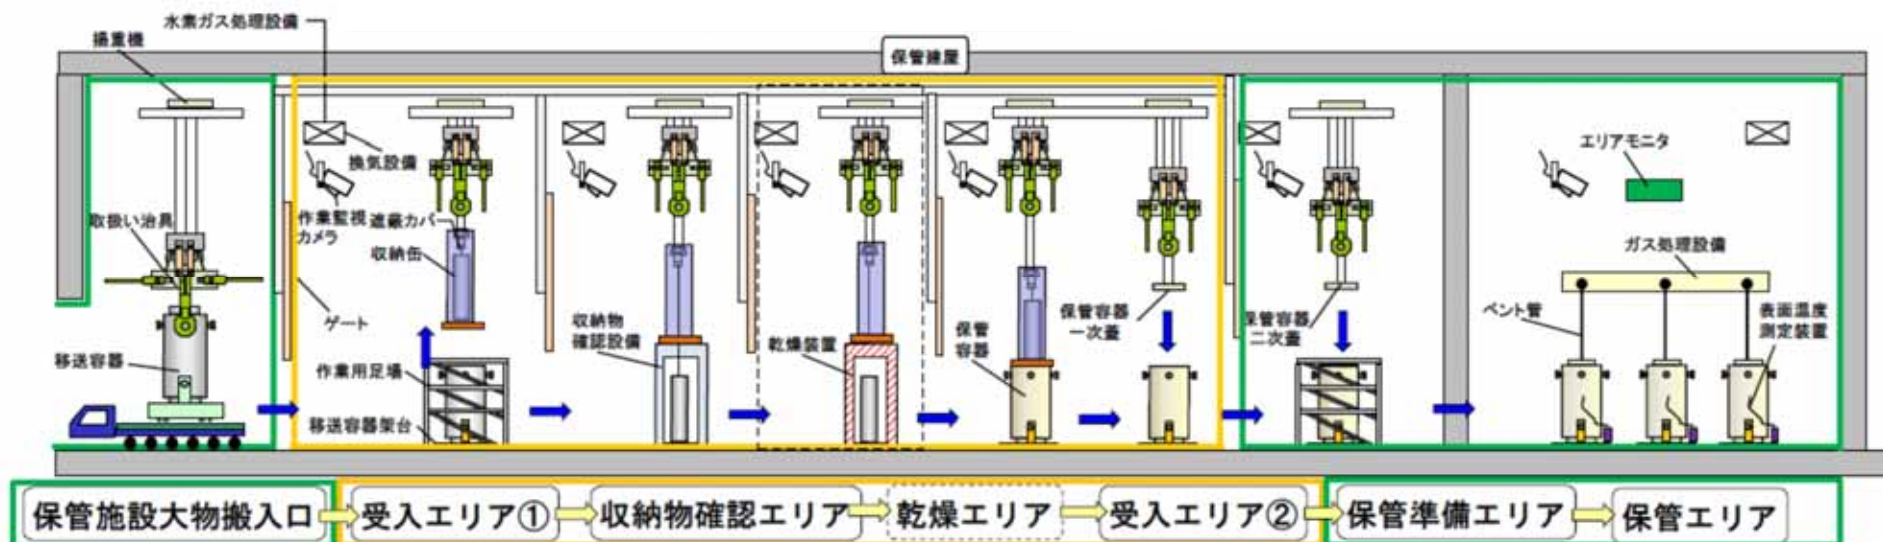 水素ガス処理設備
揚重機
保管建屋
換気設備
作業監視
カメラ
遮蔽カバー
取扱い治具
収納缶
エリアモニタ
ガス処理設備
ゲート
収納物
確認設備
乾燥装置
保管
容器
保管容器
一次蓋
保管容器
二次蓋
ベント管
表面温度
測定装置
移送容器
作業用足場
移送容器架台
保管施設大物搬入口
受入エリア①
収納物確認エリア
乾燥エリア
受入エリア②
保管準備エリア
保管エリア